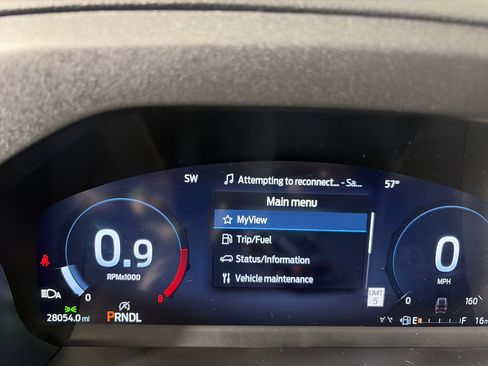 SW
Attempting to reconnect... - Sa...
57°
Main menu
MyView
Trip/Fuel
Status/Information
Vehicle maintenance
0.9
RPMx1000
0
8
0
MPH
0
160
LIMIT
5
A
28054.0 mi
PRNDL
E
F
16m